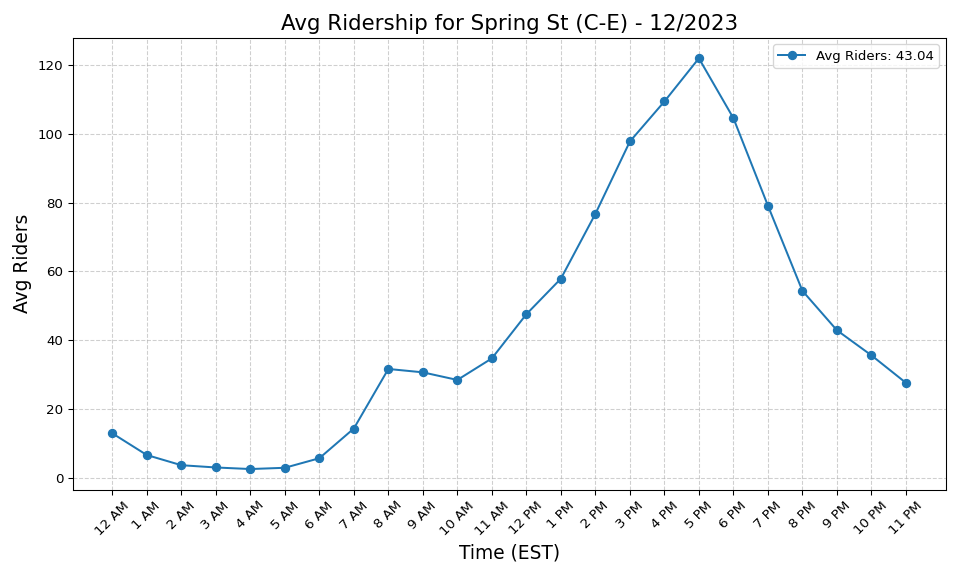 Avg Ridership for Spring St (C-E) - 12/2023
Avg Riders: 43.04
Avg Riders
120
100
80
60
40
20
0
12 AM
1 AM
2 AM
3 AM
4 AM
5 AM
6 AM
7 AM
8 AM
9 AM
10 AM
11 AM
12 PM
1 PM
2 PM
3 PM
4 PM
5 PM
6 PM
7 PM
8 PM
9 PM
10 PM
11 PM
Time (EST)